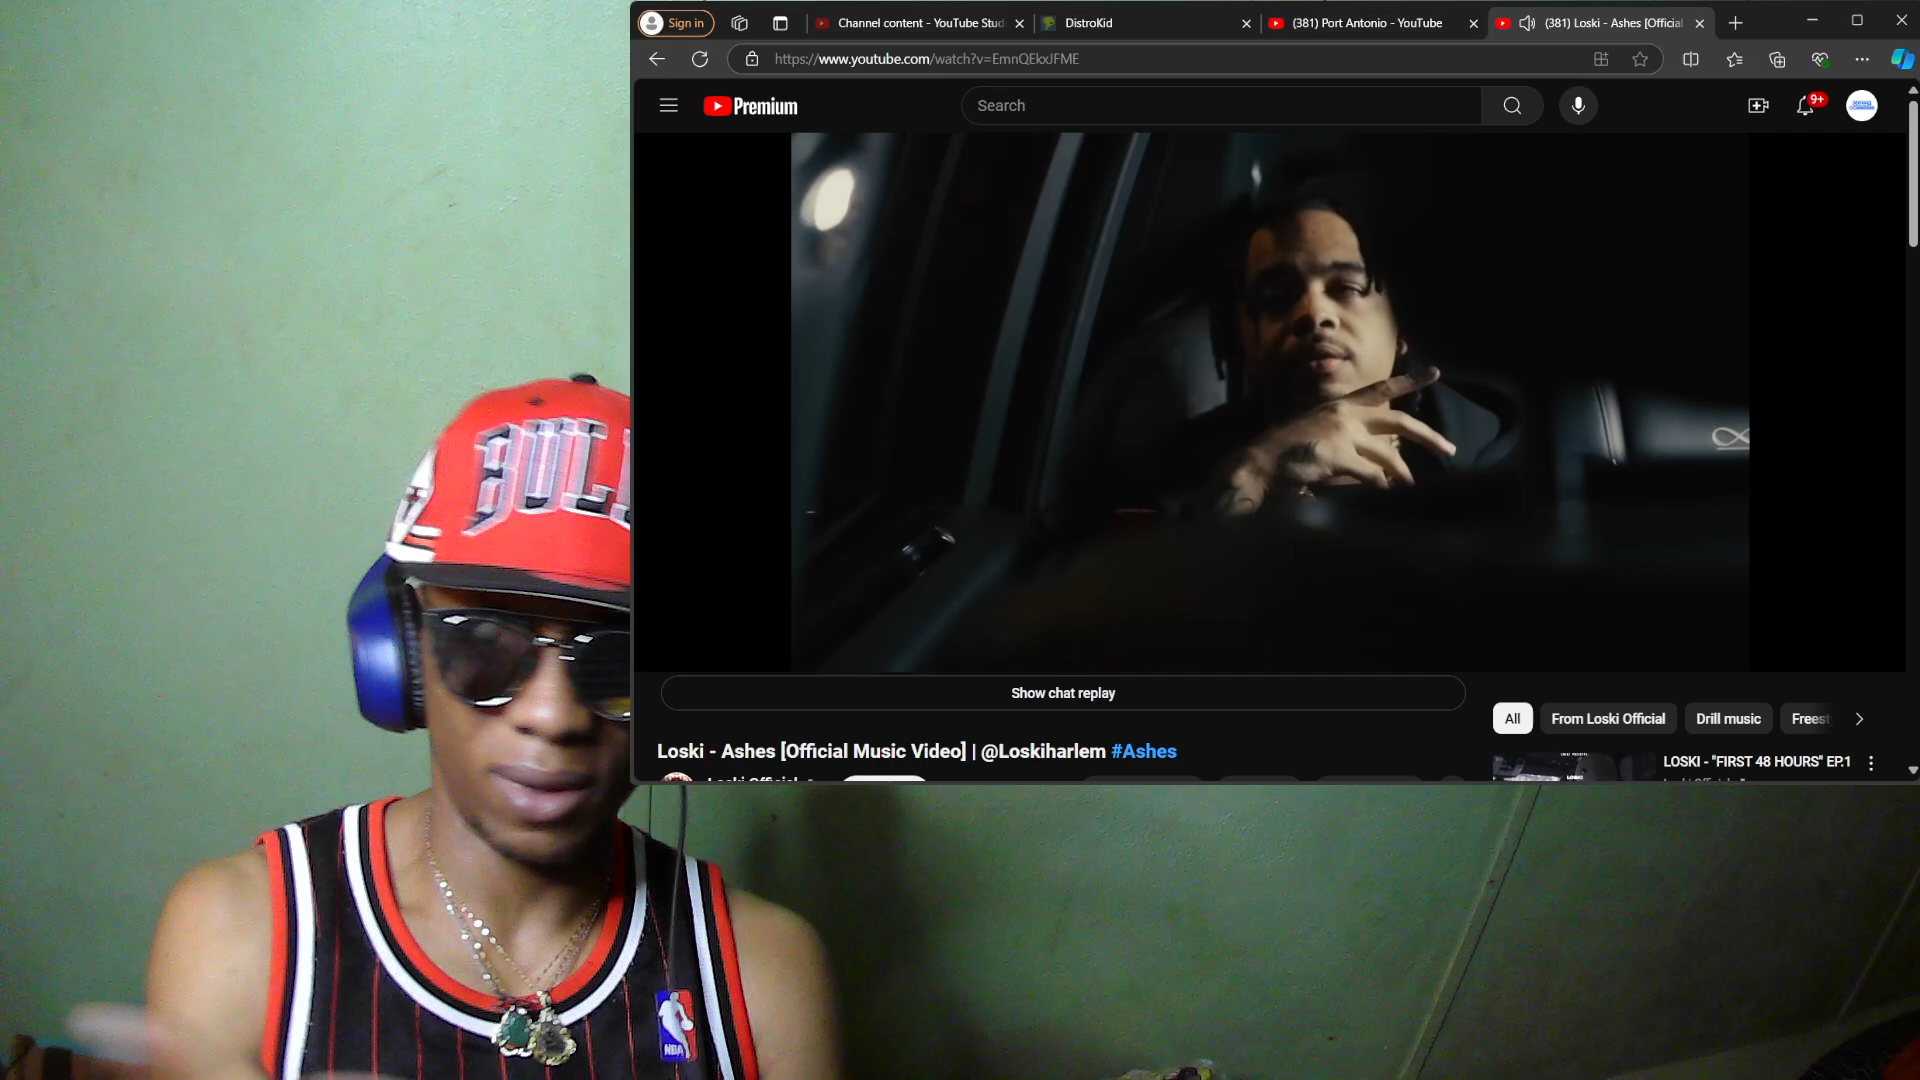 Sign in
Channel content - YouTube Stud
DistroKid
(381) Port Antonio - YouTube
(381) Loski - Ashes [Official
https://www.youtube.com/watch?v=EmnQEkxJFME
Premium
Search
9+
Show chat replay
All
From Loski Official
Drill music
Freest
Loski - Ashes [Official Music Video] | @Loskiharlem #Ashes
LOSKI - "FIRST 48 HOURS" EP.1
BULL
NBA